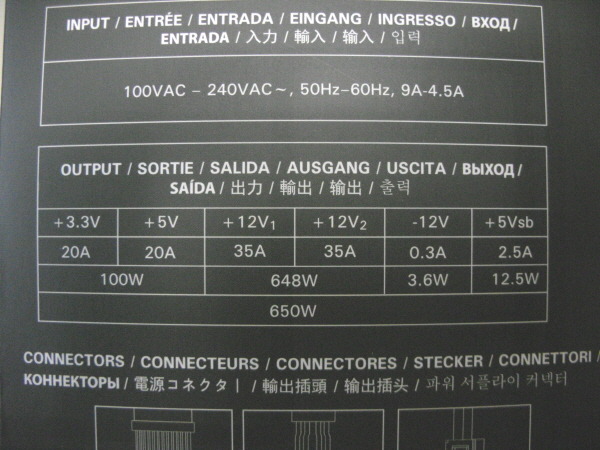 INPUT / ENTRÉE / ENTRADA / EINGANG / INGRESSO / ВХОД /
ENTRADA / 入力 / 輸入 / 输入 / 입력
100VAC – 240VAC~, 50Hz–60Hz, 9A-4.5A
OUTPUT / SORTIE / SALIDA / AUSGANG / USCITA / ВЫХОД /
SAÍDA / 出力 / 輸出 / 输出 / 출력
+3.3V +5V +12V1 +12V2 -12V +5Vsb
20A 20A 35A 35A 0.3A 2.5A
100W 648W 3.6W 12.5W
650W
CONNECTORS / CONNECTEURS / CONNECTORES / STECKER / CONNETTORI /
КОННЕКТОРЫ / 電源コネクター / 輸出插頭 / 输出插头 / 파워 서플라이 커넥터